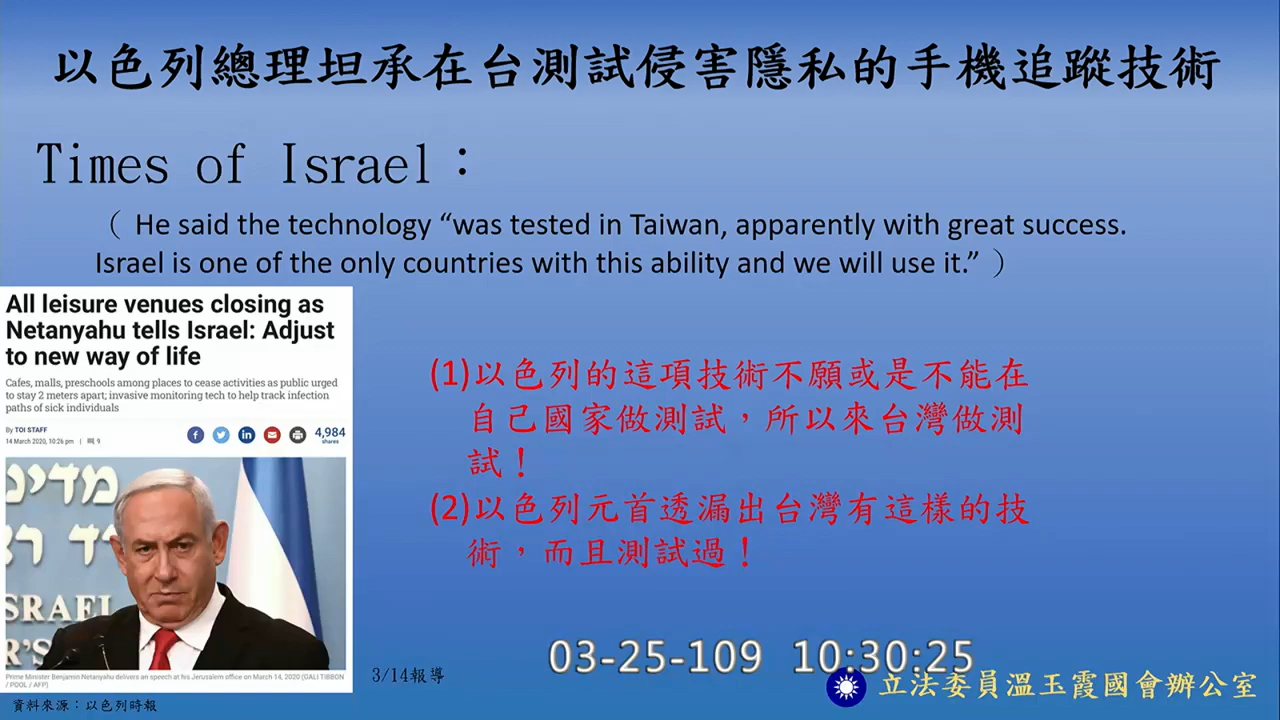 以色列總理坦承在台測試侵害隱私的手機追蹤技術
Times of Israel：
（ He said the technology “was tested in Taiwan, apparently with great success.
Israel is one of the only countries with this ability and we will use it.” ）
All leisure venues closing as
Netanyahu tells Israel: Adjust
to new way of life
Cafes, malls, preschools among places to cease activities as public urged
to stay 2 meters apart; invasive monitoring tech to help track infection
paths of sick individuals
By TOI STAFF
14 March 2020, 10:26 pm | 9
4,984
shares
מדינ
רד רא
SRAEL
R'S
Prime Minister Benjamin Netanyahu delivers an speech at his Jerusalem office on March 14, 2020 (GALI TIBBON
/ POOL / AFP)
(1)以色列的這項技術不願或是不能在
自己國家做測試，所以來台灣做測
試！
(2)以色列元首透漏出台灣有這樣的技
術，而且測試過！
3/14報導
資料來源：以色列時報
03-25-109 10:30:25
立法委員溫玉霞國會辦公室